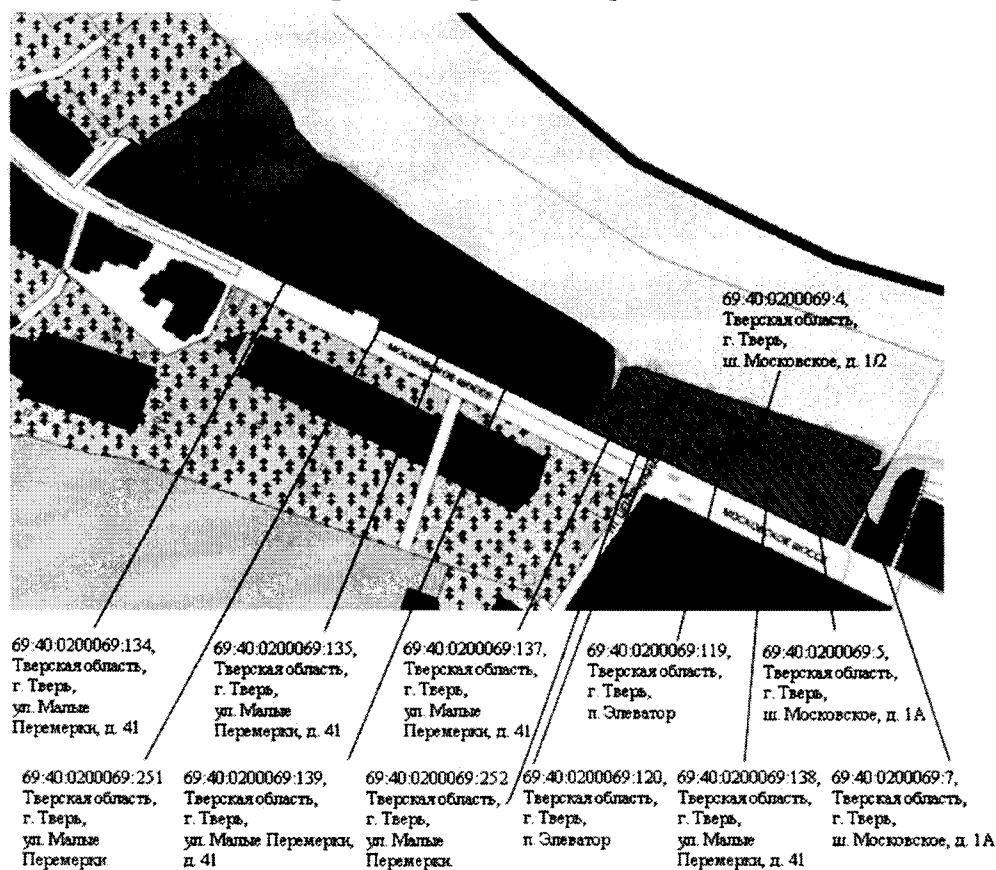 69:40:0200069:4,
Тверская область,
г. Тверь,
ш. Московское, д. 1/2
МОСКОВСКОЕ ШОССЕ
МОСКОВСКОЕ ШОССЕ
69:40:0200069:134,
Тверская область,
г. Тверь,
ул. Малые
Перемерки, д. 41
69:40:0200069:135,
Тверская область,
г. Тверь,
ул. Малые
Перемерки, д. 41
69:40:0200069:137,
Тверская область,
г. Тверь,
ул. Малые
Перемерки, д. 41
69:40:0200069:119,
Тверская область,
г. Тверь,
п. Элеватор
69:40:0200069:5,
Тверская область,
г. Тверь,
ш. Московское, д. 1А
69:40:0200069:251
Тверская область,
г. Тверь,
ул. Малые
Перемерки
69:40:0200069:139,
Тверская область,
г. Тверь,
ул. Малые Перемерки,
д. 41
69:40:0200069:252
Тверская область,
г. Тверь,
ул. Малые
Перемерки.
69:40:0200069:120,
Тверская область,
г. Тверь,
п. Элеватор
69:40:0200069:138,
Тверская область,
г. Тверь,
ул. Малые
Перемерки, д. 41
69:40:0200069:7,
Тверская область,
г. Тверь,
ш. Московское, д. 1А